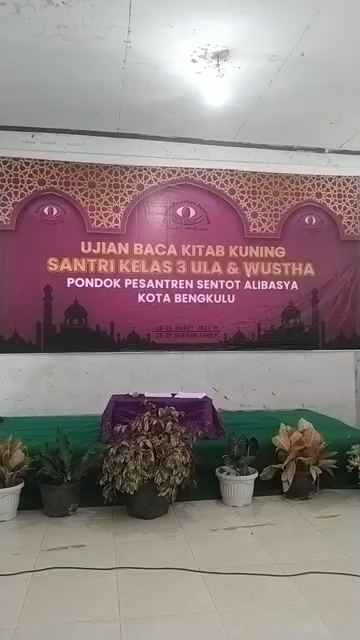 UJIAN BACA KITAB KUNING
SANTRI KELAS 3 ULA & WUSTHA
PONDOK PESANTREN SENTOT ALIBASYA
KOTA BENGKULU